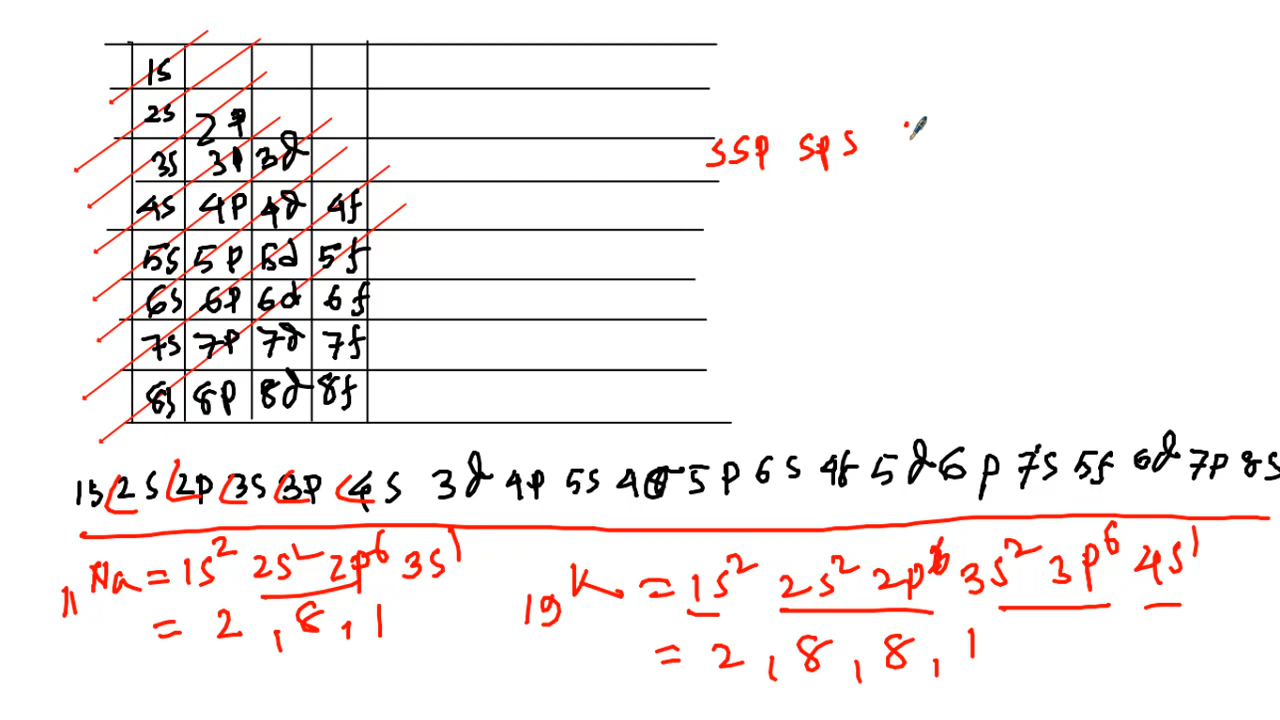 1s
2s 2p
3s 3p 3d
ssp sps
4s 4p 4d 4f
5s 5p 5d 5f
6s 6p 6d 6f
7s 7p 7d 7f
8s 8p 8d 8f
1s 2s 2p 3s 3p 4s 3d 4p 5s 4d 5p 6s 4f 5d 6p 7s 5f 6d 7p 8s
₁₁Na = 1s² 2s² 2p⁶ 3s¹
= 2, 8, 1
₁₉K = 1s² 2s² 2p⁶ 3s² 3p⁶ 4s¹
= 2, 8, 8, 1